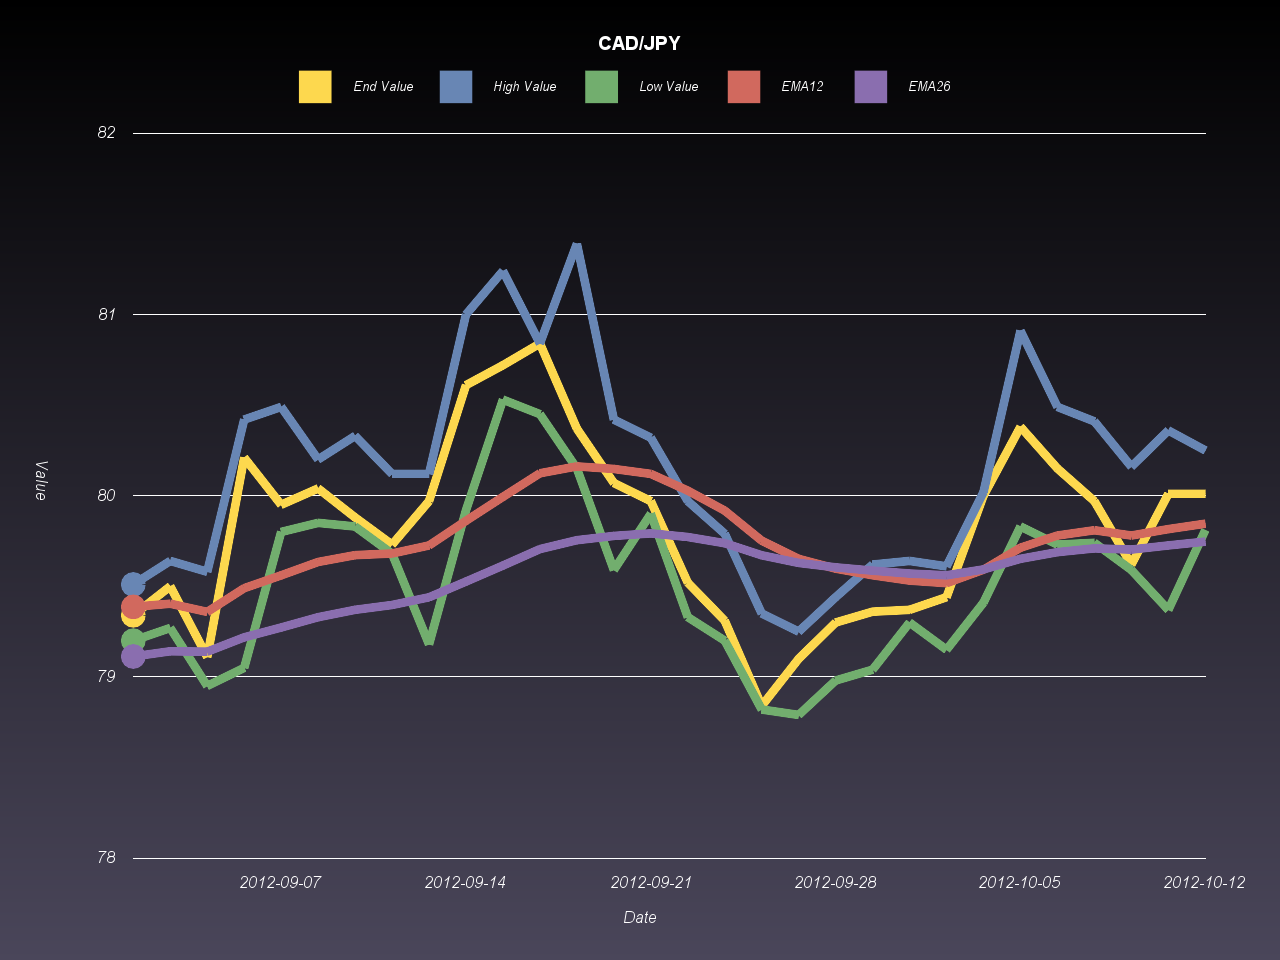 CAD/JPY
End Value High Value Low Value EMA12 EMA26
82
81
80
79
78
Value
2012-09-07 2012-09-14 2012-09-21 2012-09-28 2012-10-05 2012-10-12
Date